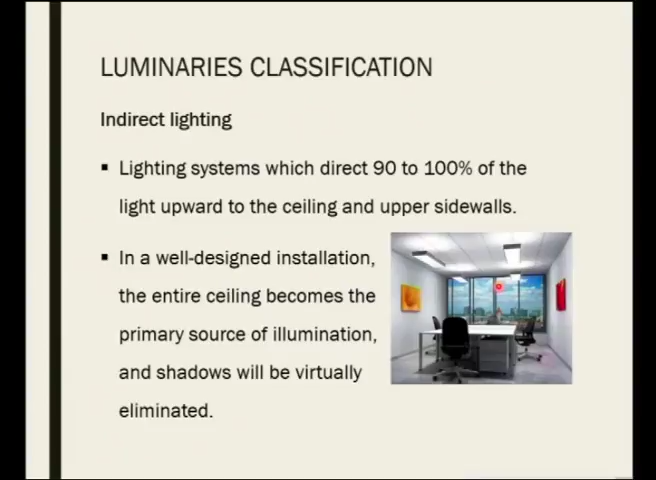 LUMINARIES CLASSIFICATION
Indirect lighting
▪ Lighting systems which direct 90 to 100% of the
light upward to the ceiling and upper sidewalls.
▪ In a well-designed installation,
the entire ceiling becomes the
primary source of illumination,
and shadows will be virtually
eliminated.